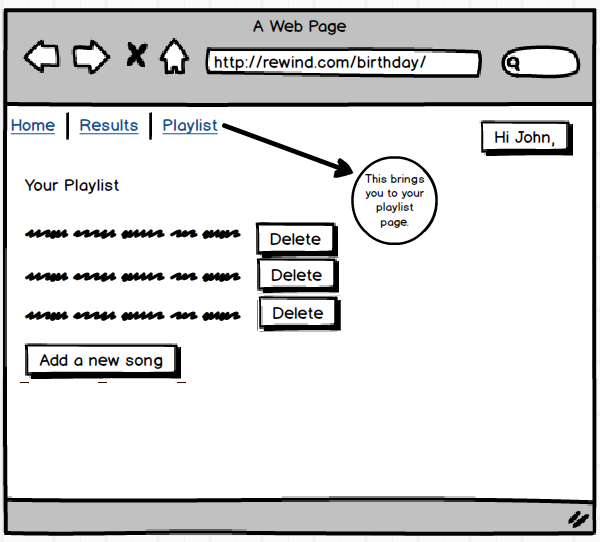 A Web Page
http://rewind.com/birthday/
Home Results Playlist
Hi John,
This brings
you to your
playlist
page.
Your Playlist
Delete
Delete
Delete
Add a new song